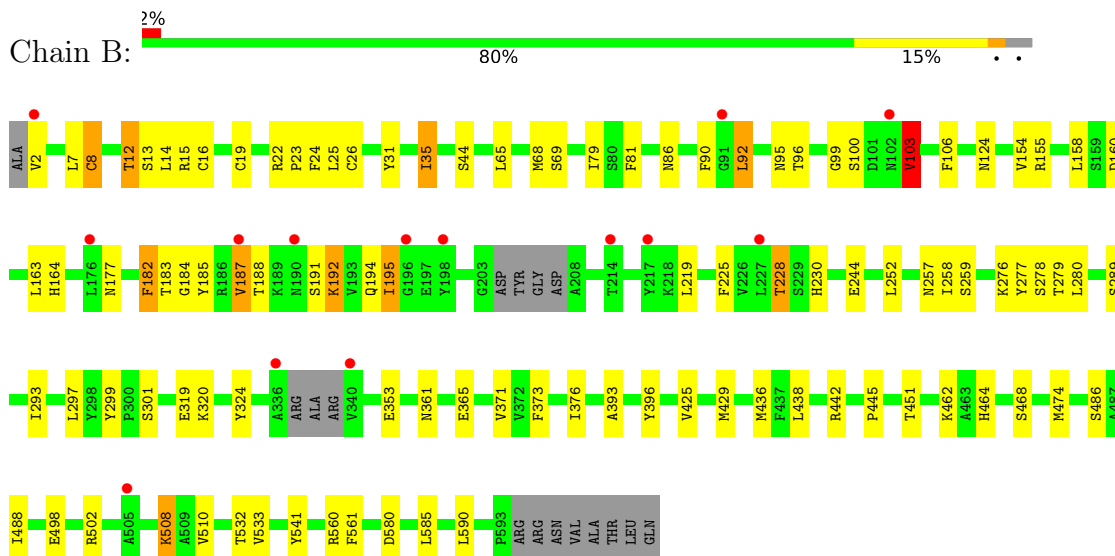 2%
Chain B:
80% 15% . .
ALA V2 L7 C8 T12 S13 L14 R15 C16 C19 R22 P23 F24 L25 C26 Y31 I35 S44 L65 M68 S69 I79 S80 F81 N86 F90 G91 L92 N95 T96 G99 S100 D101 N102 V103 F106 N124 V154 R155 L158 S159 D160
L163 H164 L176 N177 F182 T183 G184 Y185 R186 V187 T188 K189 N190 S191 K192 V193 Q194 I195 G196 E197 Y198 G203 ASP TYR GLY ASP A208 T214 Y217 K218 L219 F225 V226 L227 T228 S229 H230 E244 L252 N257 I258 S259 K276 Y277 S278 T279 L280 S289
I293 L297 Y298 Y299 P300 S301 E319 K320 Y324 A336 ARG ALA ARG V340 E353 N361 E365 V371 V372 F373 I376 A393 Y396 V425 M429 M436 F437 L438 R442 P445 T451 K462 A463 H464 S468 M474 S486 A487
I488 E498 R502 A505 K508 A509 V510 T532 V533 Y541 R560 F561 D580 L585 L590 P593 ARG ARG ASN VAL ALA THR LEU GLN